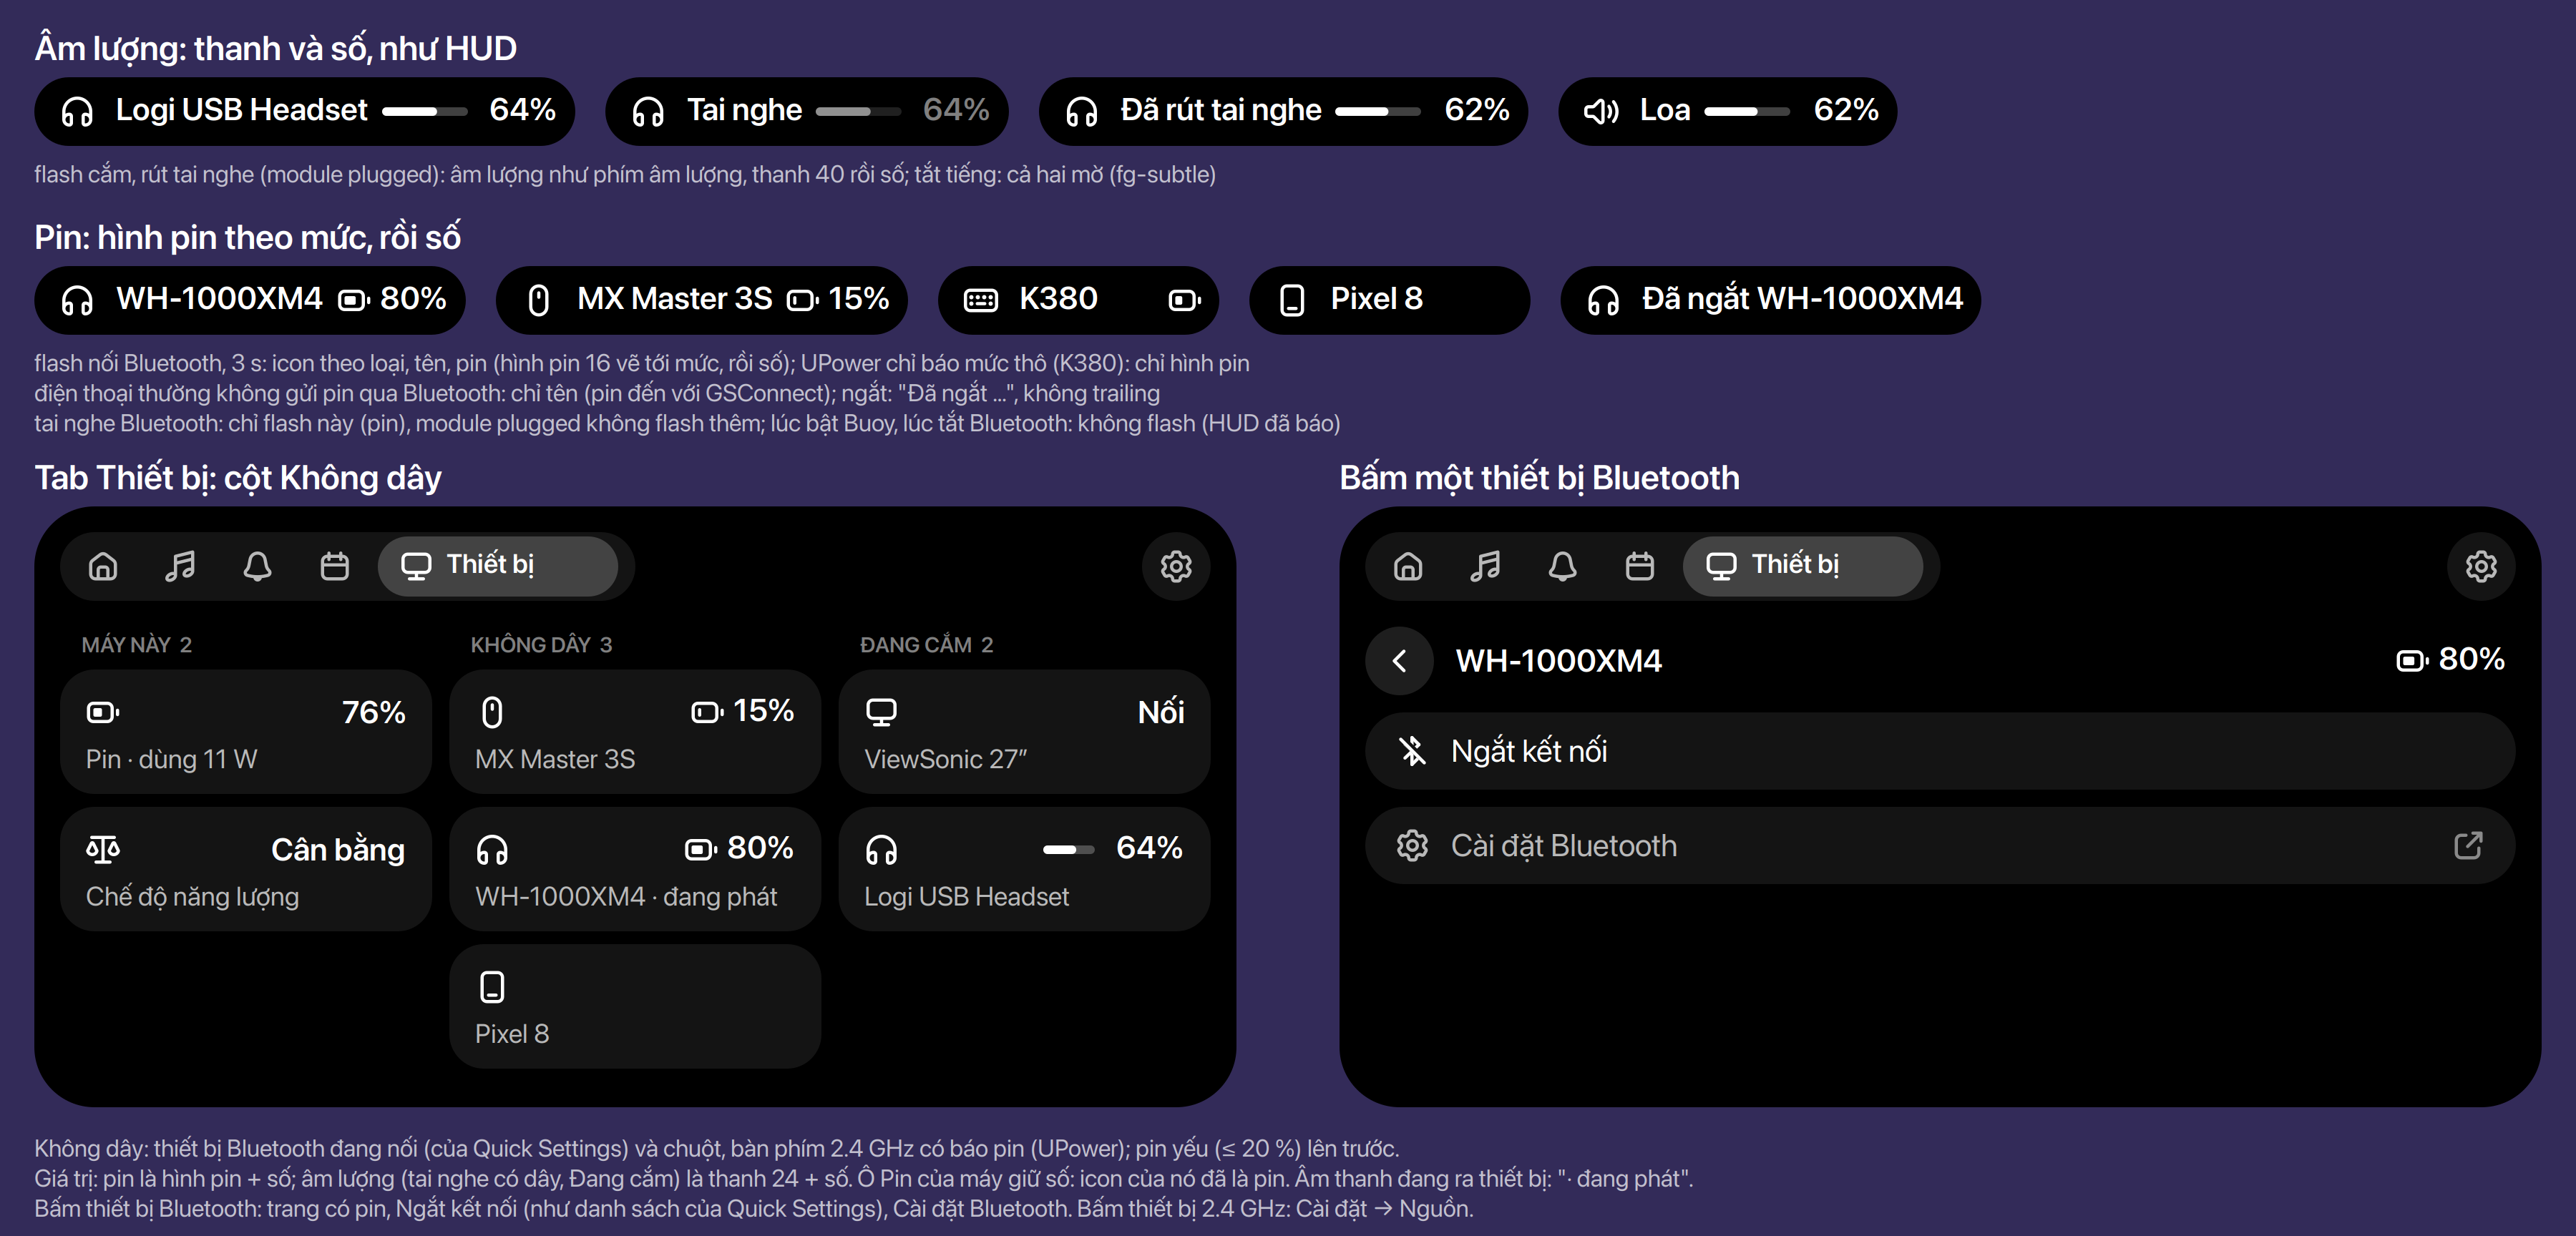 Âm lượng: thanh và số, như HUD
Logi USB Headset 64%
Tai nghe 64%
Đã rút tai nghe 62%
Loa 62%
flash cắm, rút tai nghe (module plugged): âm lượng như phím âm lượng, thanh 40 rồi số; tắt tiếng: cả hai mờ (fg-subtle)
Pin: hình pin theo mức, rồi số
WH-1000XM4 80%
MX Master 3S 15%
K380
Pixel 8
Đã ngắt WH-1000XM4
flash nối Bluetooth, 3 s: icon theo loại, tên, pin (hình pin 16 vẽ tới mức, rồi số); UPower chỉ báo mức thô (K380): chỉ hình pin
điện thoại thường không gửi pin qua Bluetooth: chỉ tên (pin đến với GSConnect); ngắt: "Đã ngắt ...", không trailing
tai nghe Bluetooth: chỉ flash này (pin), module plugged không flash thêm; lúc bật Buoy, lúc tắt Bluetooth: không flash (HUD đã báo)
Tab Thiết bị: cột Không dây
Thiết bị
MÁY NÀY 2
KHÔNG DÂY 3
ĐANG CẮM 2
76%
Pin · dùng 11 W
15%
MX Master 3S
Nối
ViewSonic 27″
Cân bằng
Chế độ năng lượng
80%
WH-1000XM4 · đang phát
64%
Logi USB Headset
Pixel 8
Bấm một thiết bị Bluetooth
Thiết bị
WH-1000XM4
80%
Ngắt kết nối
Cài đặt Bluetooth
Không dây: thiết bị Bluetooth đang nối (của Quick Settings) và chuột, bàn phím 2.4 GHz có báo pin (UPower); pin yếu (≤ 20 %) lên trước.
Giá trị: pin là hình pin + số; âm lượng (tai nghe có dây, Đang cắm) là thanh 24 + số. Ô Pin của máy giữ số: icon của nó đã là pin. Âm thanh đang ra thiết bị: "· đang phát".
Bấm thiết bị Bluetooth: trang có pin, Ngắt kết nối (như danh sách của Quick Settings), Cài đặt Bluetooth. Bấm thiết bị 2.4 GHz: Cài đặt → Nguồn.